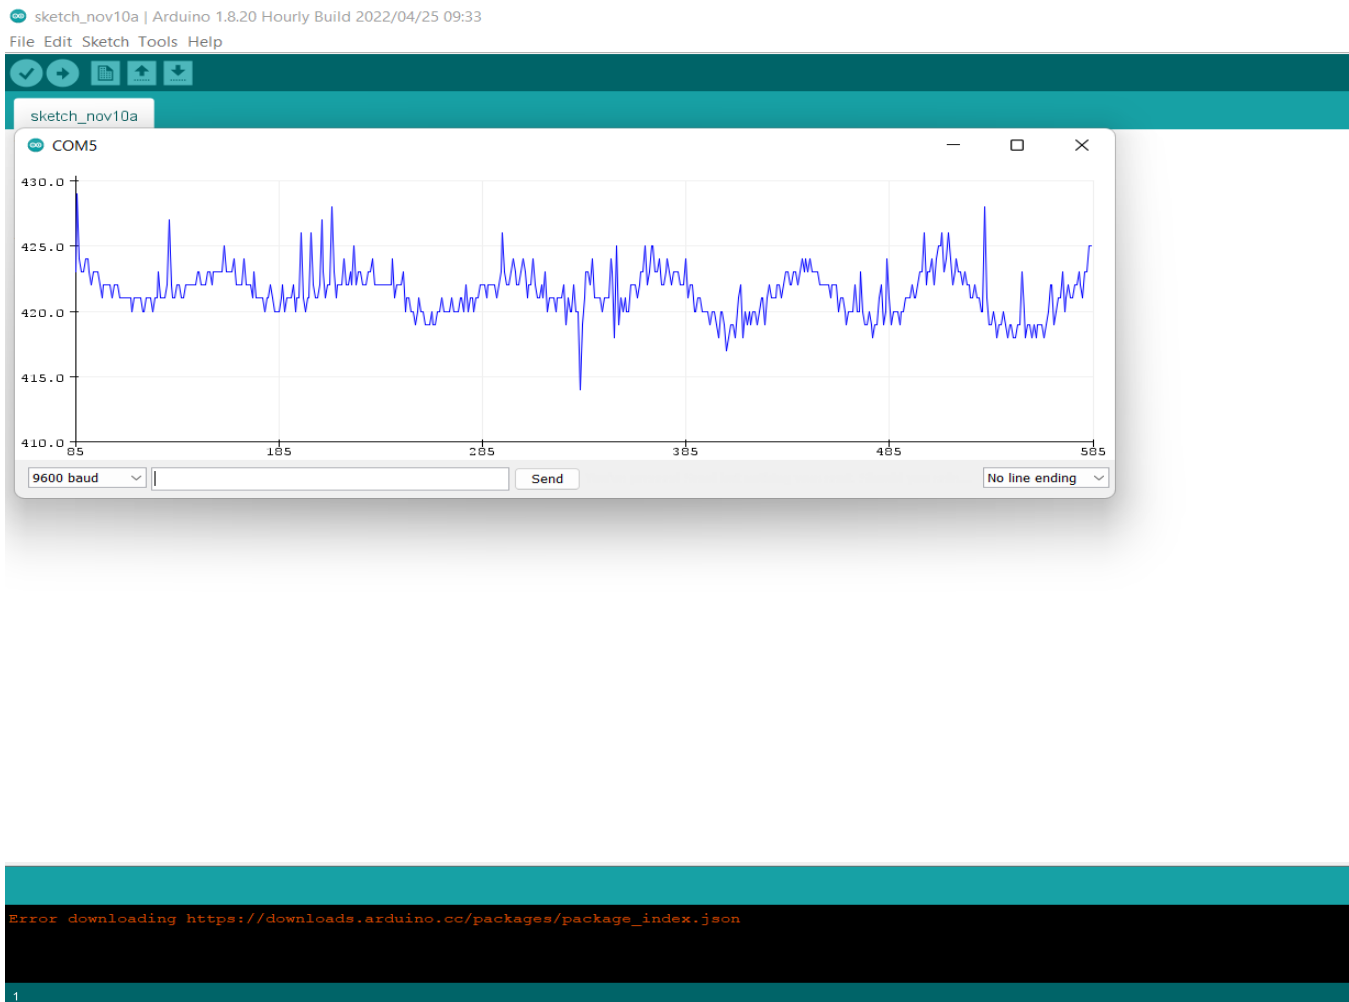 sketch_nov10a | Arduino 1.8.20 Hourly Build 2022/04/25 09:33
File Edit Sketch Tools Help
sketch_nov10a
COM5
430.0
425.0
420.0
415.0
410.0
85 185 285 385 485 585
9600 baud Send No line ending
Error downloading https://downloads.arduino.cc/packages/package_index.json
1